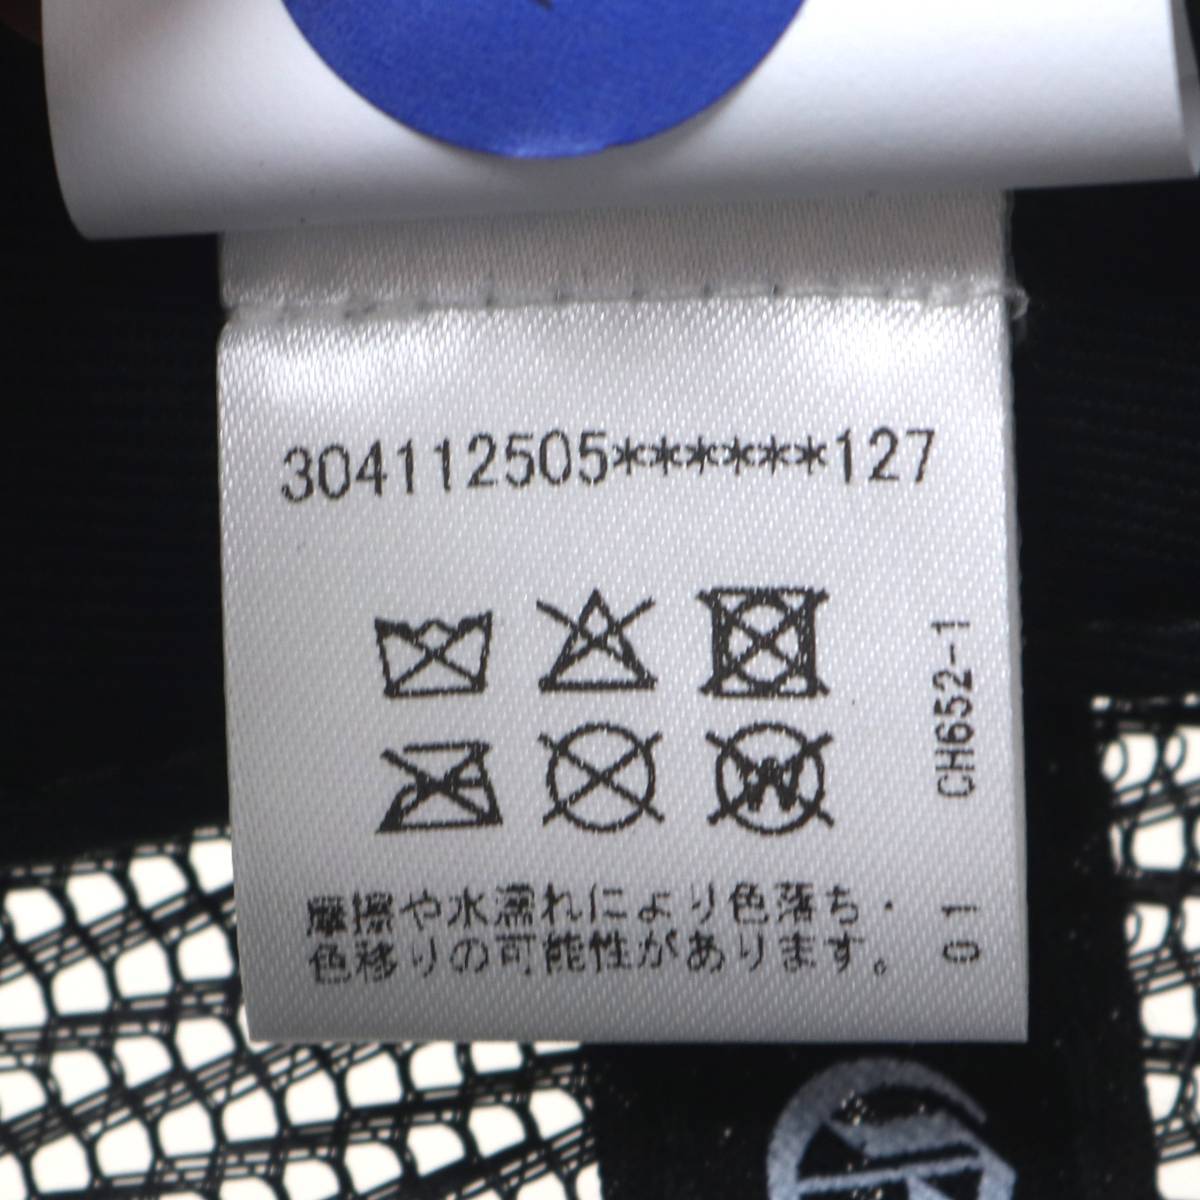 304112505******127
摩擦や水濡れにより色落ち・
色移りの可能性があります。
CH652-1
01